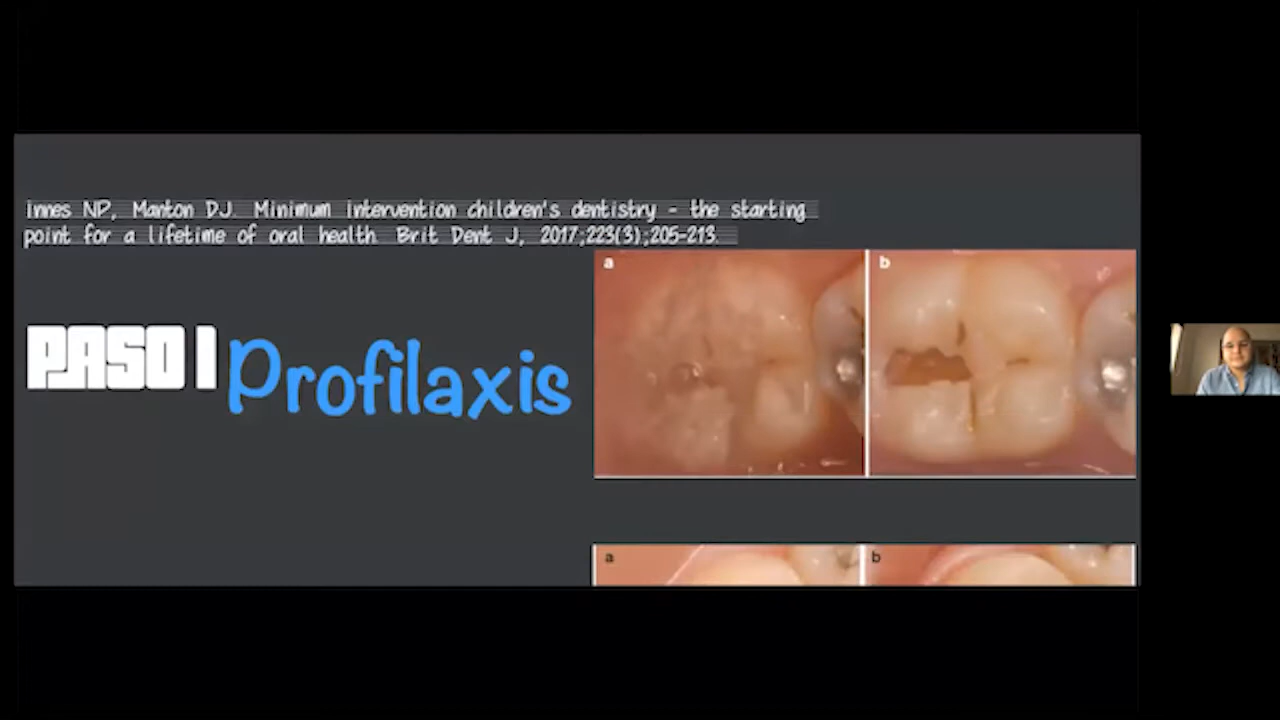 innes NP, Manton DJ. Minimum intervention children's dentistry - the starting
point for a lifetime of oral health. Brit Dent J, 2017;223(3);205-213.
PASO 1 Profilaxis
a b
a b